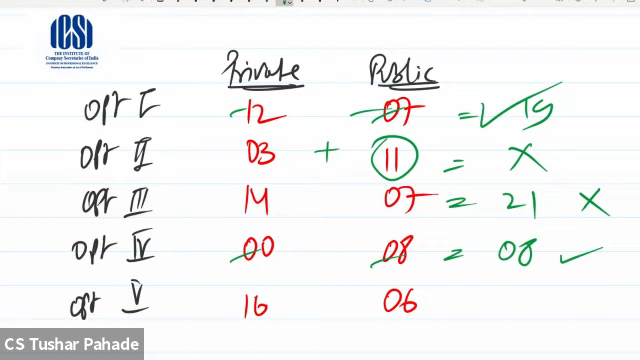 ICSI
THE INSTITUTE OF
Company Secretaries of India
Private Public
opt I 12 07 = ✓ 19
opt II 03 + 11 = X
opt III 14 07 = 21 X
opt IV 00 08 = 08 ✓
opt V 16 06
CS Tushar Pahade